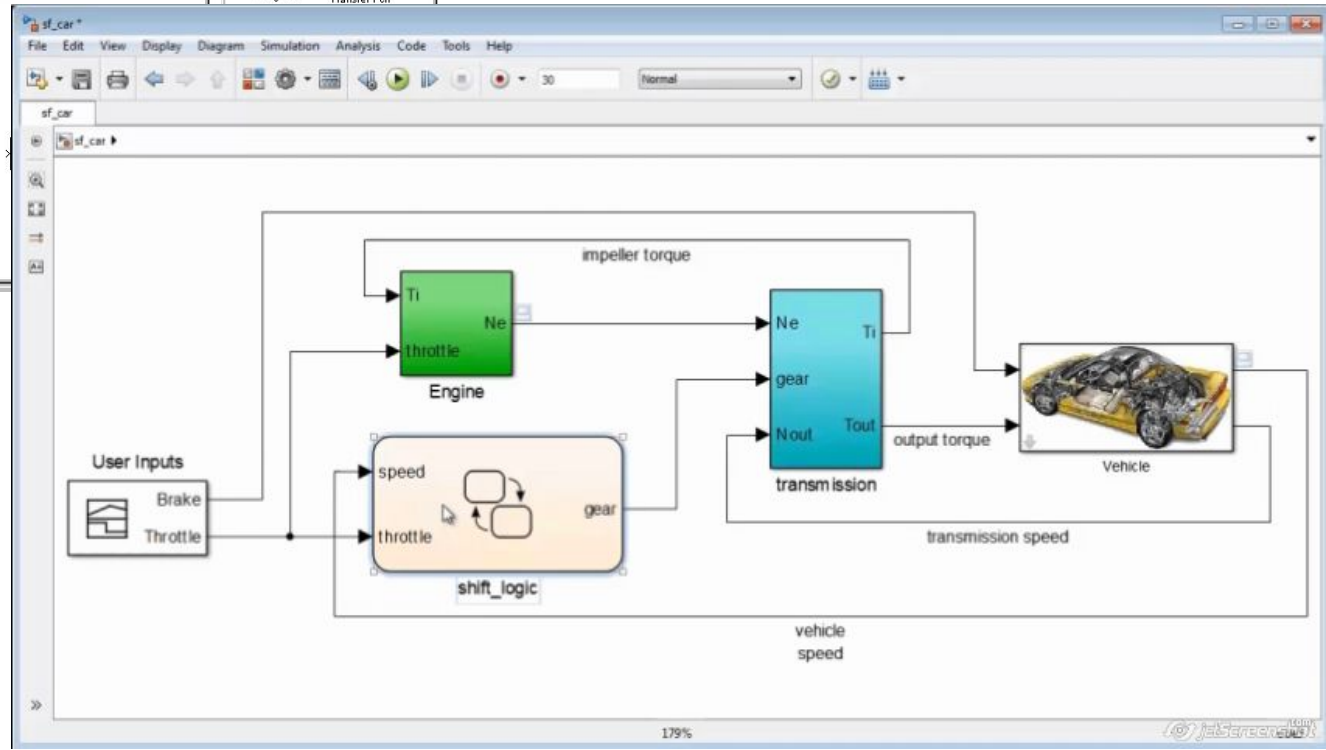 sf_car *
File Edit View Display Diagram Simulation Analysis Code Tools Help
30 Normal
sf_car
sf_car
impeller torque
Ti
Ne
throttle
Engine
Ne
Ti
gear
Nout
Tout
transmission
output torque
Vehicle
transmission speed
User Inputs
Brake
Throttle
speed
gear
throttle
shift_logic
vehicle
speed
179%
jetScreenshot
.com